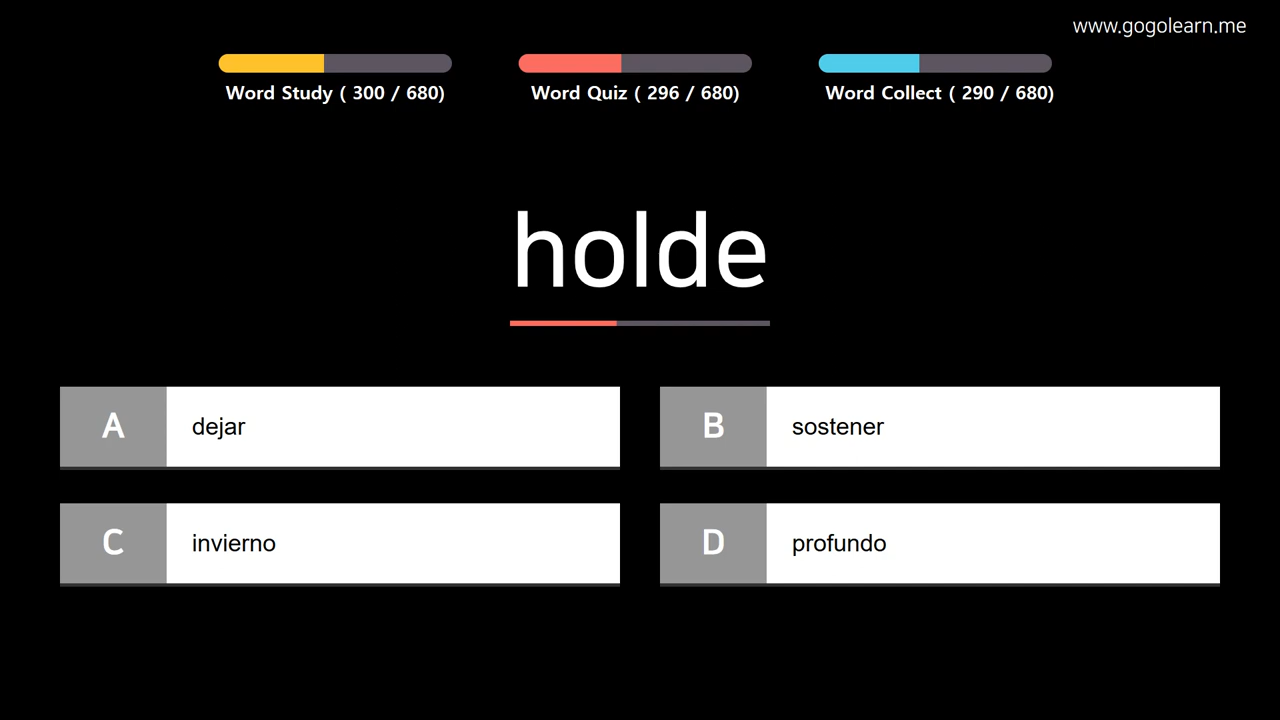 www.gogolearn.me
Word Study ( 300 / 680)
Word Quiz ( 296 / 680)
Word Collect ( 290 / 680)
holde
A dejar
B sostener
C invierno
D profundo